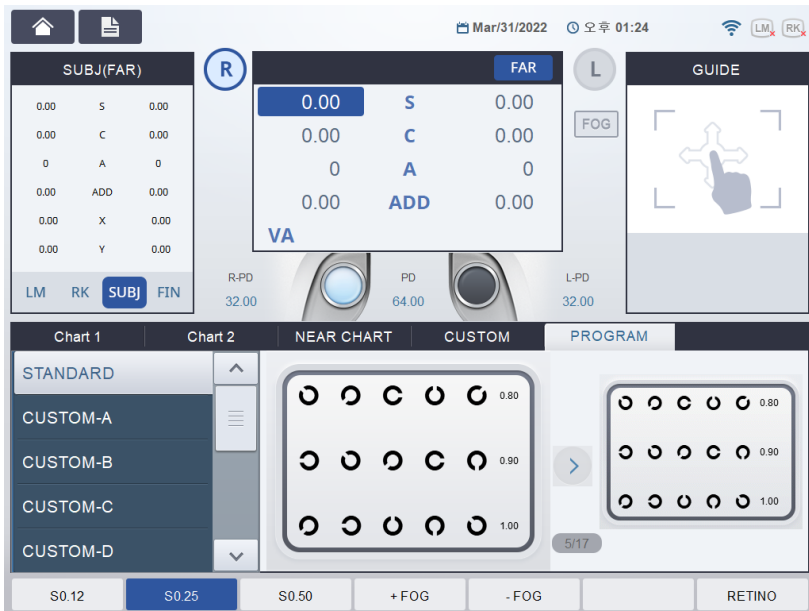 Mar/31/2022 오후 01:24 LM RK
SUBJ(FAR) R FAR L GUIDE
0.00 S 0.00
0.00 C 0.00
0 A 0
0.00 ADD 0.00
0.00 X 0.00
0.00 Y 0.00
LM RK SUBJ FIN
0.00 S 0.00
0.00 C 0.00
0 A 0
0.00 ADD 0.00
VA
FOG
R-PD PD L-PD
32.00 64.00 32.00
Chart 1 Chart 2 NEAR CHART CUSTOM PROGRAM
STANDARD
CUSTOM-A
CUSTOM-B
CUSTOM-C
CUSTOM-D
0.80
0.90
1.00
0.80
0.90
1.00
5/17
S0.12 S0.25 S0.50 + FOG - FOG RETINO